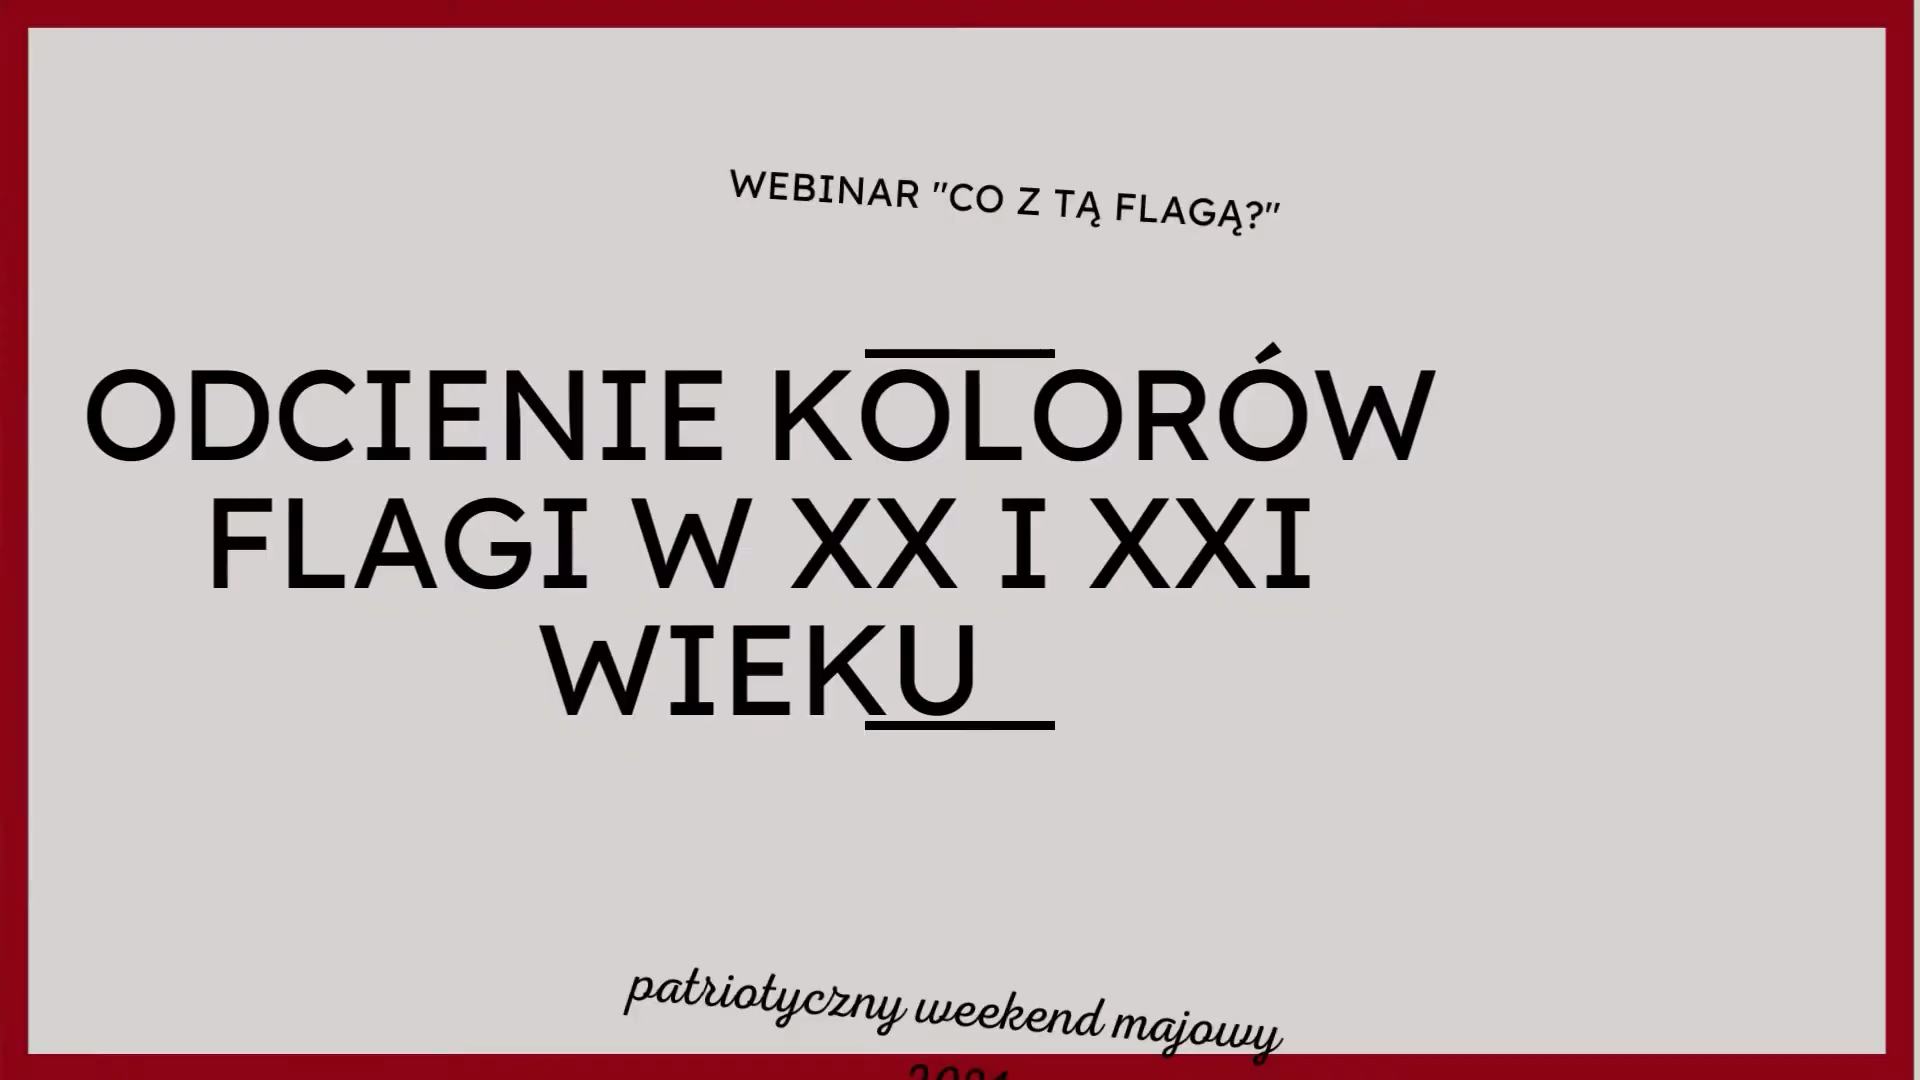 WEBINAR "CO Z TĄ FLAGĄ?"
ODCIENIE KOLORÓW
FLAGI W XX I XXI
WIEKU
patriotyczny weekend majowy